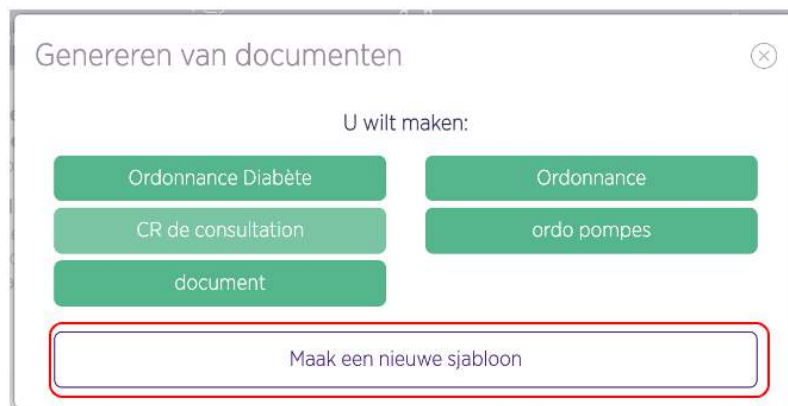 Genereren van documenten
U wilt maken:
Ordonnance Diabète
Ordonnance
CR de consultation
ordo pompes
document
Maak een nieuwe sjabloon